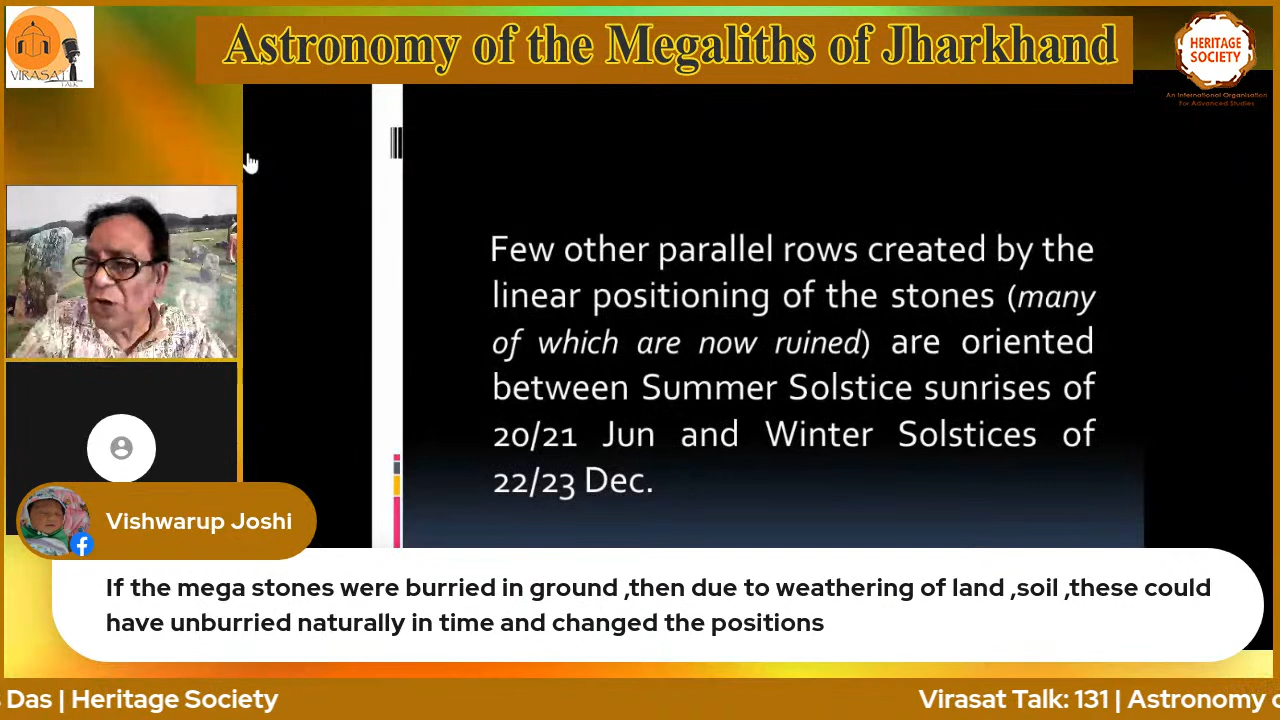 VIRASAT
TALK
Astronomy of the Megaliths of Jharkhand
HERITAGE
SOCIETY
An International Organisation
For Advanced Studies
Few other parallel rows created by the
linear positioning of the stones (many
of which are now ruined) are oriented
between Summer Solstice sunrises of
20/21 Jun and Winter Solstices of
22/23 Dec.
Vishwarup Joshi
If the mega stones were burried in ground ,then due to weathering of land ,soil ,these could
have unburried naturally in time and changed the positions
Das | Heritage Society
Virasat Talk: 131 | Astronomy